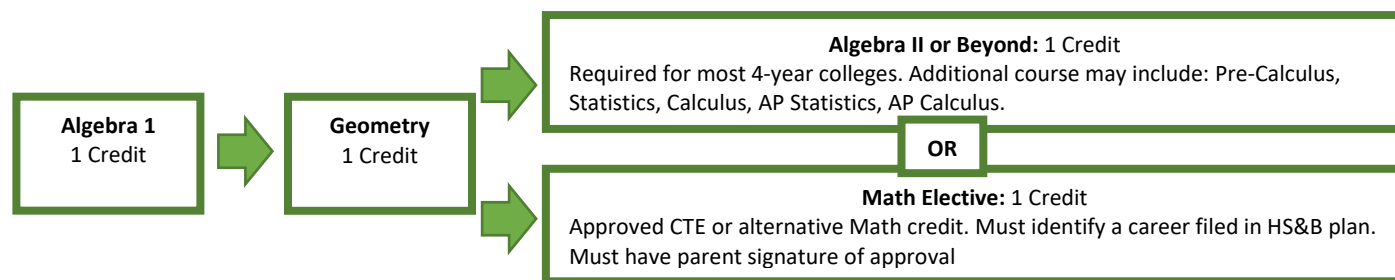 Algebra 1
1 Credit
Geometry
1 Credit
Algebra II or Beyond: 1 Credit
Required for most 4-year colleges. Additional course may include: Pre-Calculus,
Statistics, Calculus, AP Statistics, AP Calculus.
OR
Math Elective: 1 Credit
Approved CTE or alternative Math credit. Must identify a career filed in HS&B plan.
Must have parent signature of approval